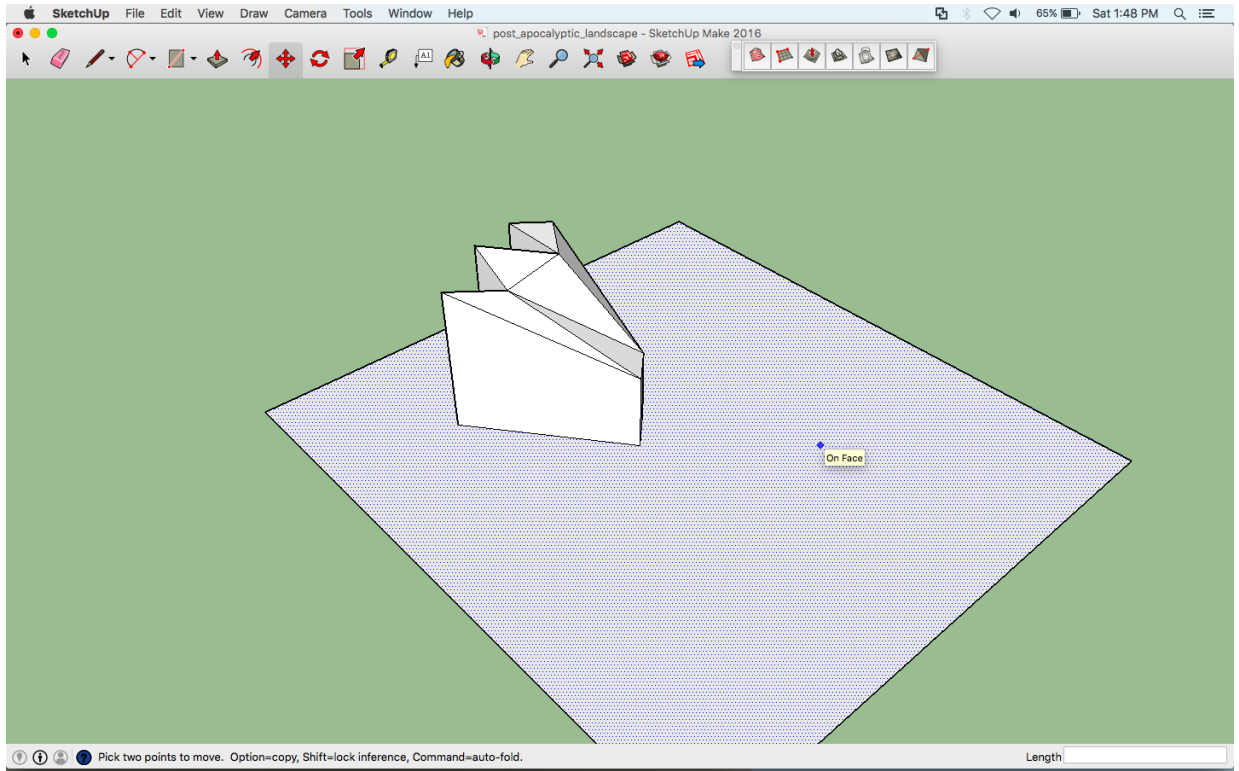 SketchUp File Edit View Draw Camera Tools Window Help 65% Sat 1:48 PM
post_apocalyptic_landscape - SketchUp Make 2016
A1
On Face
? Pick two points to move. Option=copy, Shift=lock inference, Command=auto-fold. Length